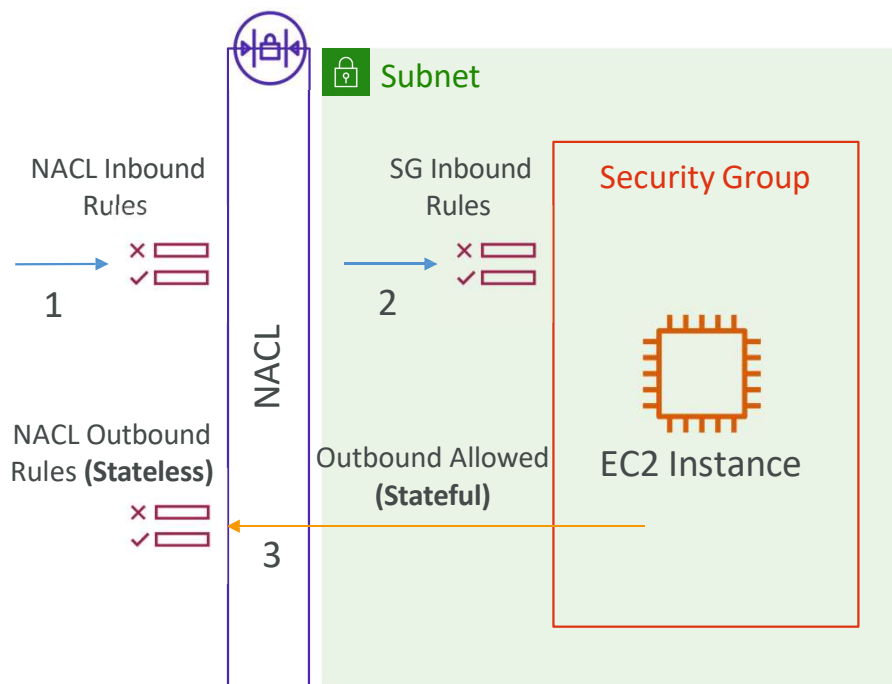 Subnet
NACL Inbound
Rules
SG Inbound
Rules
Security Group
1
2
NACL
NACL Outbound
Rules (Stateless)
Outbound Allowed
(Stateful)
EC2 Instance
3